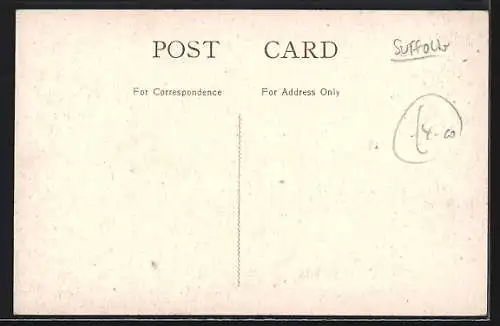 POST CARD
Suffolk
For Correspondence For Address Only
4-00